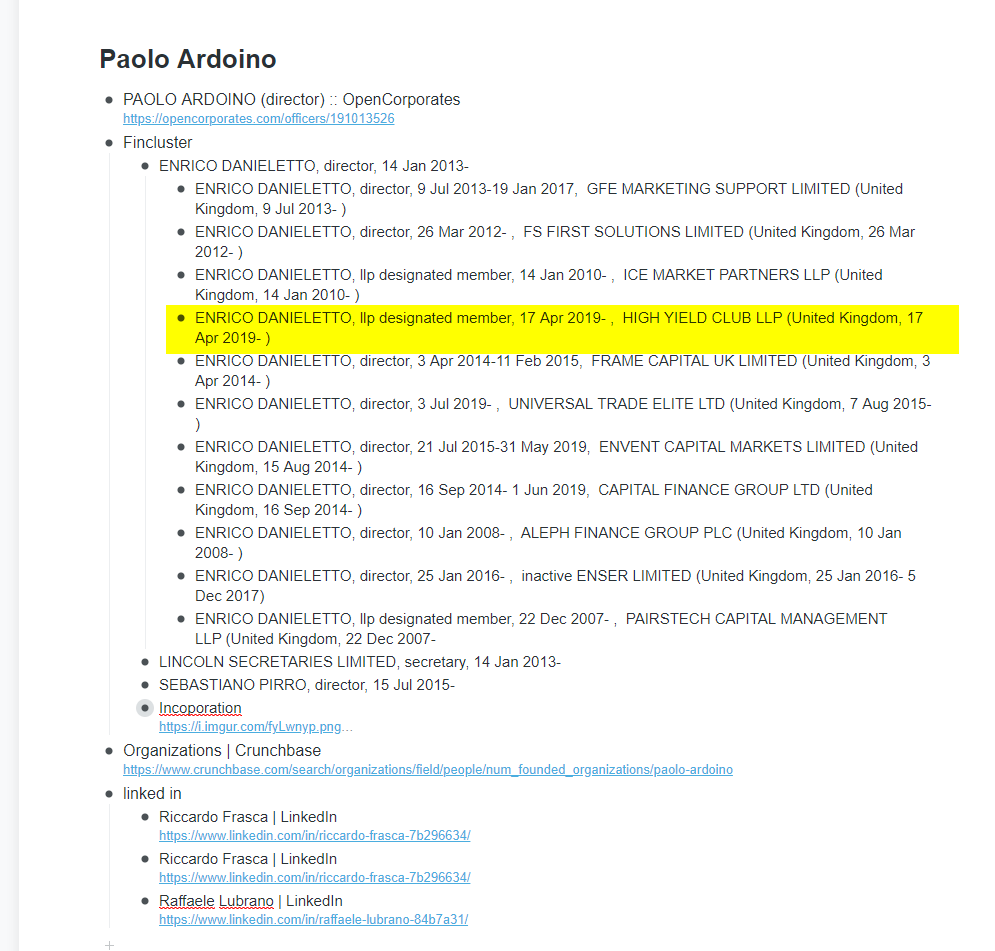 Paolo Ardoino
PAOLO ARDOINO (director) :: OpenCorporates
https://opencorporates.com/officers/191013526
Fincluster
ENRICO DANIELETTO, director, 14 Jan 2013-
ENRICO DANIELETTO, director, 9 Jul 2013-19 Jan 2017,  GFE MARKETING SUPPORT LIMITED (United
Kingdom, 9 Jul 2013- )
ENRICO DANIELETTO, director, 26 Mar 2012- ,  FS FIRST SOLUTIONS LIMITED (United Kingdom, 26 Mar
2012- )
ENRICO DANIELETTO, llp designated member, 14 Jan 2010- ,  ICE MARKET PARTNERS LLP (United
Kingdom, 14 Jan 2010- )
ENRICO DANIELETTO, llp designated member, 17 Apr 2019- ,  HIGH YIELD CLUB LLP (United Kingdom, 17
Apr 2019- )
ENRICO DANIELETTO, director, 3 Apr 2014-11 Feb 2015,  FRAME CAPITAL UK LIMITED (United Kingdom, 3
Apr 2014- )
ENRICO DANIELETTO, director, 3 Jul 2019- ,  UNIVERSAL TRADE ELITE LTD (United Kingdom, 7 Aug 2015-
)
ENRICO DANIELETTO, director, 21 Jul 2015-31 May 2019,  ENVENT CAPITAL MARKETS LIMITED (United
Kingdom, 15 Aug 2014- )
ENRICO DANIELETTO, director, 16 Sep 2014- 1 Jun 2019,  CAPITAL FINANCE GROUP LTD (United
Kingdom, 16 Sep 2014- )
ENRICO DANIELETTO, director, 10 Jan 2008- ,  ALEPH FINANCE GROUP PLC (United Kingdom, 10 Jan
2008- )
ENRICO DANIELETTO, director, 25 Jan 2016- ,  inactive ENSER LIMITED (United Kingdom, 25 Jan 2016- 5
Dec 2017)
ENRICO DANIELETTO, llp designated member, 22 Dec 2007- ,  PAIRSTECH CAPITAL MANAGEMENT
LLP (United Kingdom, 22 Dec 2007-
LINCOLN SECRETARIES LIMITED, secretary, 14 Jan 2013-
SEBASTIANO PIRRO, director, 15 Jul 2015-
Incoporation
https://i.imgur.com/fyLwnyp.png…
Organizations | Crunchbase
https://www.crunchbase.com/search/organizations/field/people/num_founded_organizations/paolo-ardoino
linked in
Riccardo Frasca | LinkedIn
https://www.linkedin.com/in/riccardo-frasca-7b296634/
Riccardo Frasca | LinkedIn
https://www.linkedin.com/in/riccardo-frasca-7b296634/
Raffaele Lubrano | LinkedIn
https://www.linkedin.com/in/raffaele-lubrano-84b7a31/